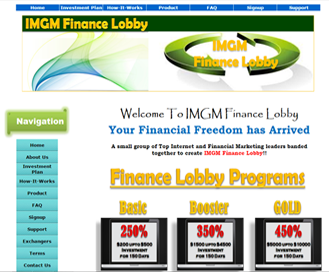 Home Investment Plan How-It-Works Product FAQ Signup Support
IMGM Finance Lobby
IMGM
Finance Lobby
Navigation
Home
About Us
Investment
Plan
How-It-Works
Product
FAQ
Signup
Support
Exchangers
Terms
Contact Us
Welcome To IMGM Finance Lobby
Your Financial Freedom has Arrived
A small group of Top Internet and Financial Marketing leaders banded
together to create IMGM Finance Lobby!!
Finance Lobby Programs
Basic
250%
$200 UPTO $500
INVESTMENT
FOR 150 DAYS
Booster
350%
$1500 UPTO $4500
INVESTMENT
FOR 150 DAYS
GOLD
450%
$5000 UPTO $10000
INVESTMENT
FOR 150 DAYS